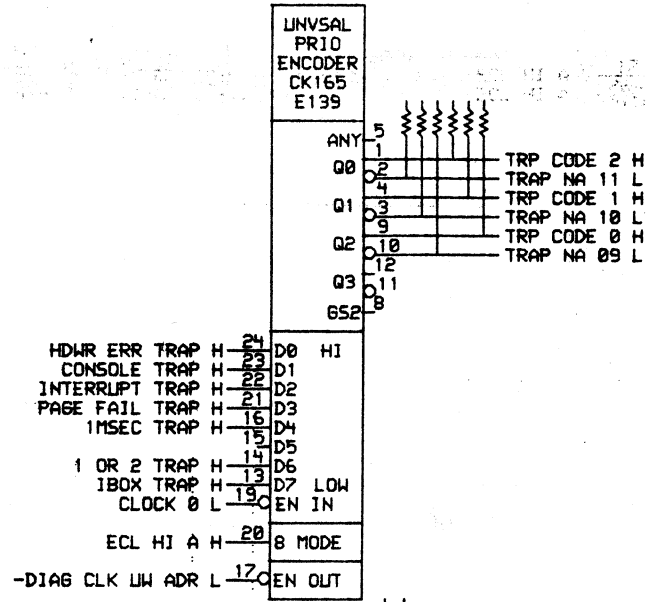 UNVSAL
PRIO
ENCODER
CK165
E139
ANY 5
1 TRP CODE 2 H
Q0
2 TRAP NA 11 L
4 TRP CODE 1 H
Q1
3 TRAP NA 10 L
9 TRP CODE 0 H
Q2
10 TRAP NA 09 L
12
Q3
11
GS2 8
HDWR ERR TRAP H 24 D0 HI
CONSOLE TRAP H 23 D1
INTERRUPT TRAP H 22 D2
PAGE FAIL TRAP H 21 D3
1MSEC TRAP H 16 D4
15 D5
1 OR 2 TRAP H 14 D6
IBOX TRAP H 13 D7 LOW
CLOCK 0 L 19 EN IN
ECL HI A H 20 8 MODE
-DIAG CLK UW ADR L 17 EN OUT